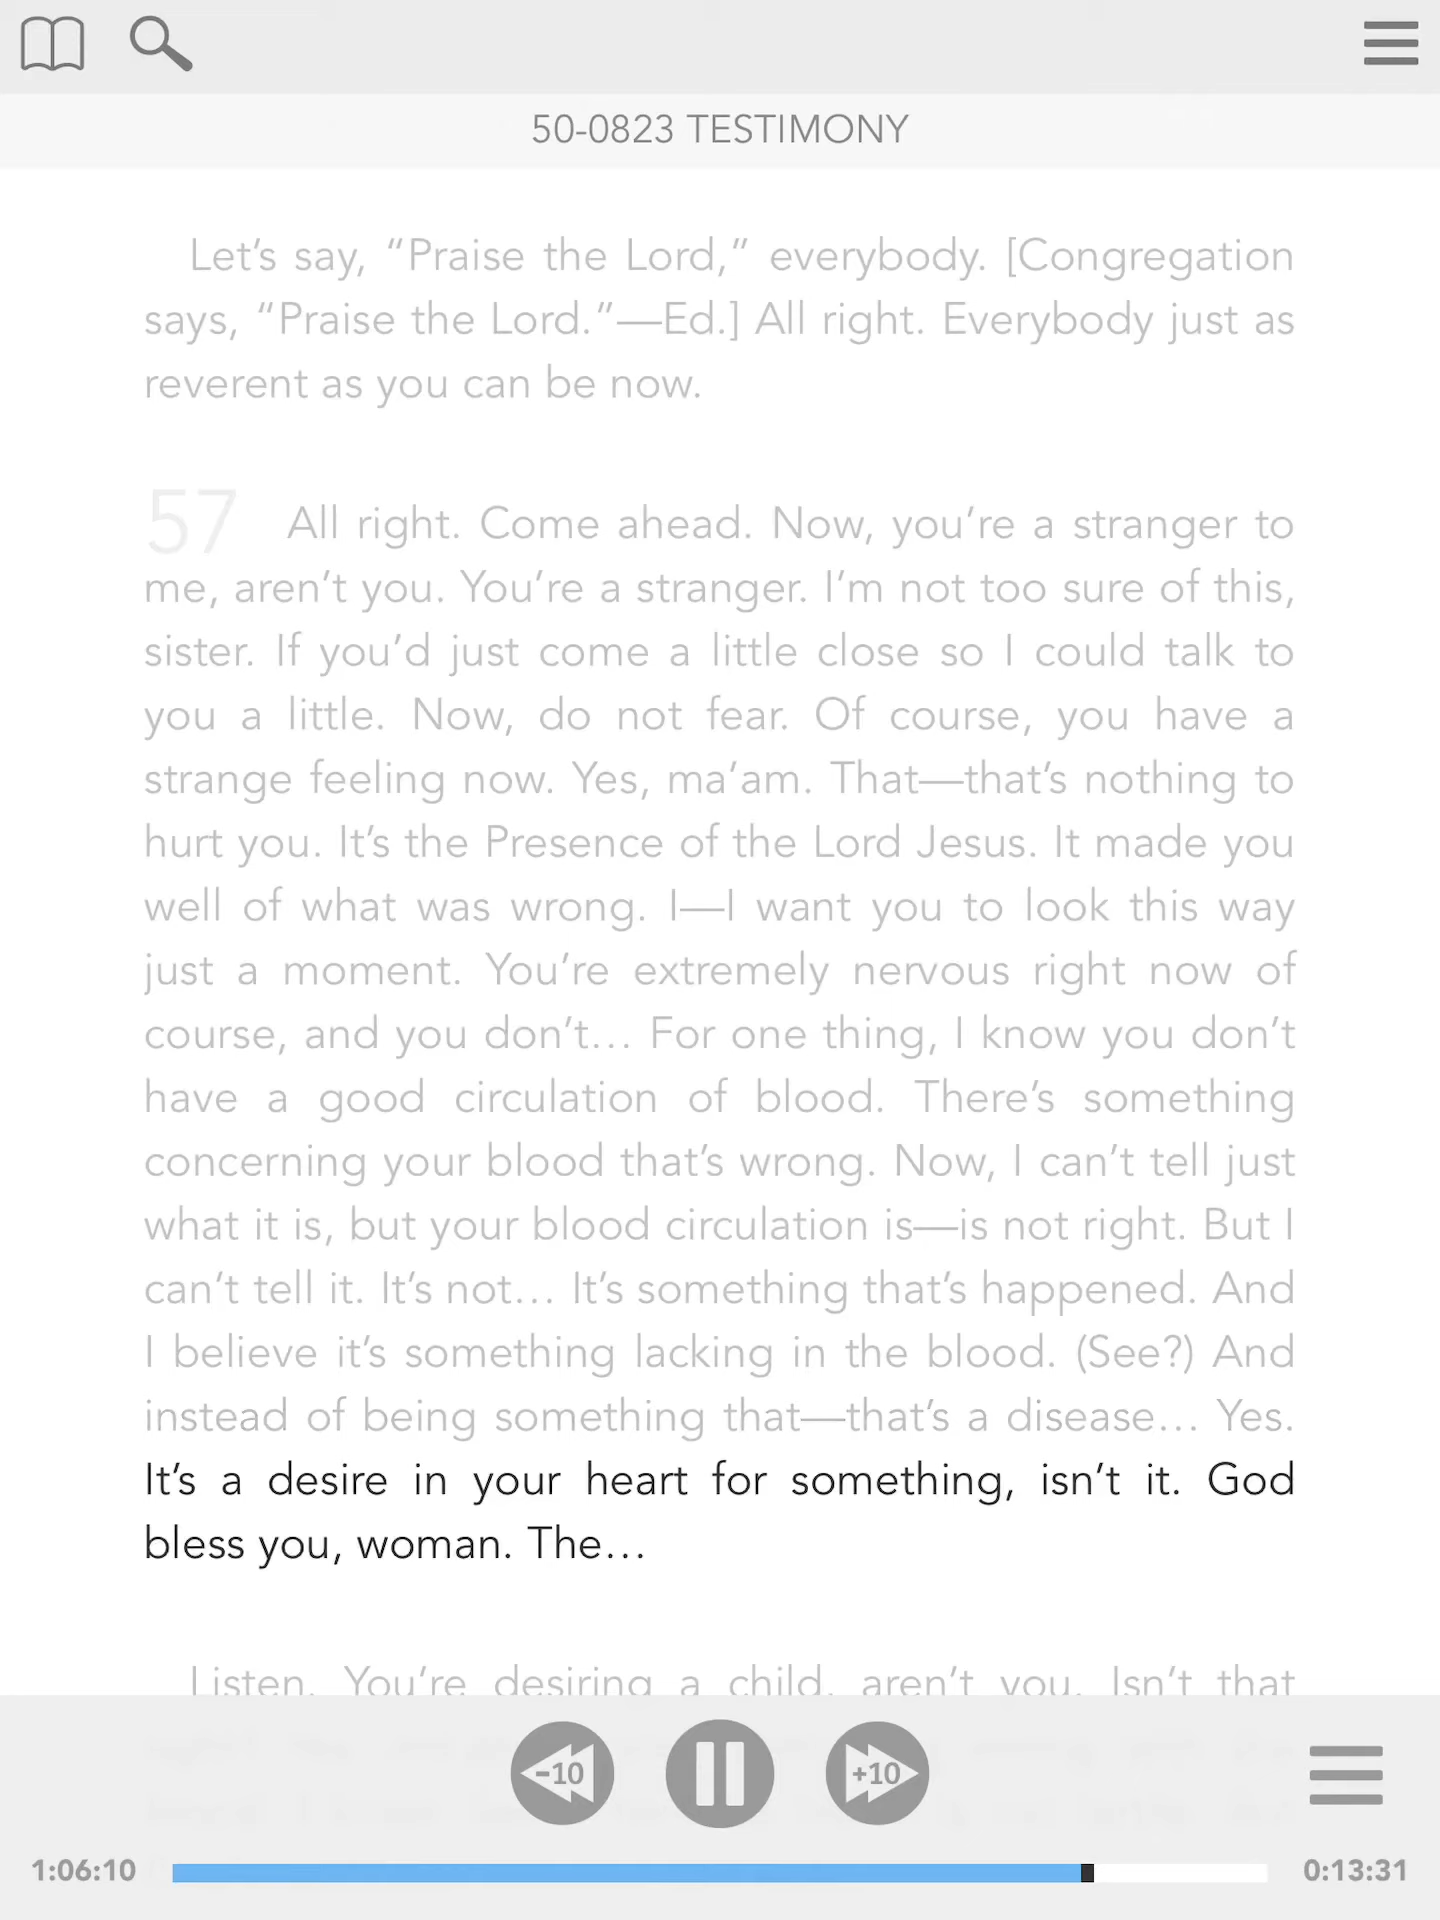 50-0823 TESTIMONY
Let’s say, “Praise the Lord,” everybody. [Congregation
says, “Praise the Lord.”—Ed.] All right. Everybody just as
reverent as you can be now.
57 All right. Come ahead. Now, you’re a stranger to
me, aren’t you. You’re a stranger. I’m not too sure of this,
sister. If you’d just come a little close so I could talk to
you a little. Now, do not fear. Of course, you have a
strange feeling now. Yes, ma’am. That—that’s nothing to
hurt you. It’s the Presence of the Lord Jesus. It made you
well of what was wrong. I—I want you to look this way
just a moment. You’re extremely nervous right now of
course, and you don’t… For one thing, I know you don’t
have a good circulation of blood. There’s something
concerning your blood that’s wrong. Now, I can’t tell just
what it is, but your blood circulation is—is not right. But I
can’t tell it. It’s not… It’s something that’s happened. And
I believe it’s something lacking in the blood. (See?) And
instead of being something that—that’s a disease… Yes.
It’s a desire in your heart for something, isn’t it. God
bless you, woman. The…
Listen. You’re desiring a child, aren’t you. Isn’t that
-10 +10
1:06:10 0:13:31